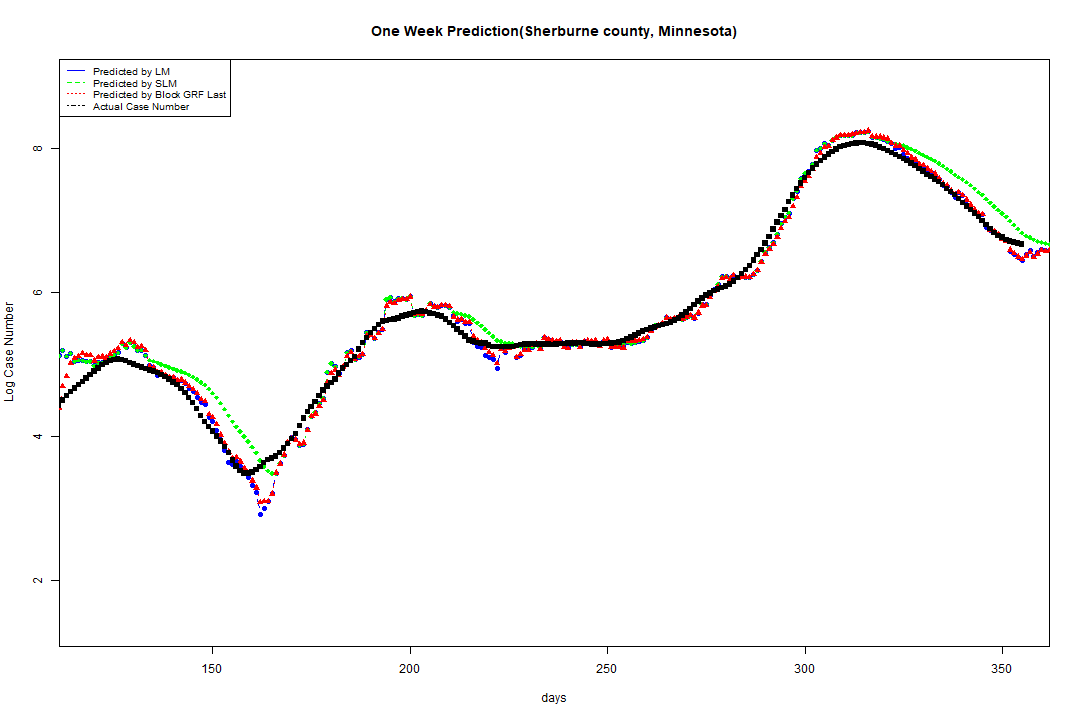 One Week Prediction(Sherburne county, Minnesota)
Predicted by LM
Predicted by SLM
Predicted by Block GRF Last
Actual Case Number
8
6
4
2
Log Case Number
150 200 250 300 350
days